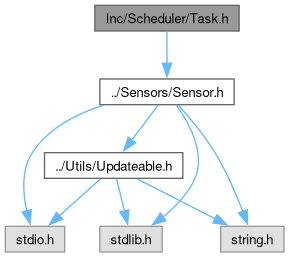 Inc/Scheduler/Task.h
../Sensors/Sensor.h
../Utils/Updateable.h
stdio.h
stdlib.h
string.h